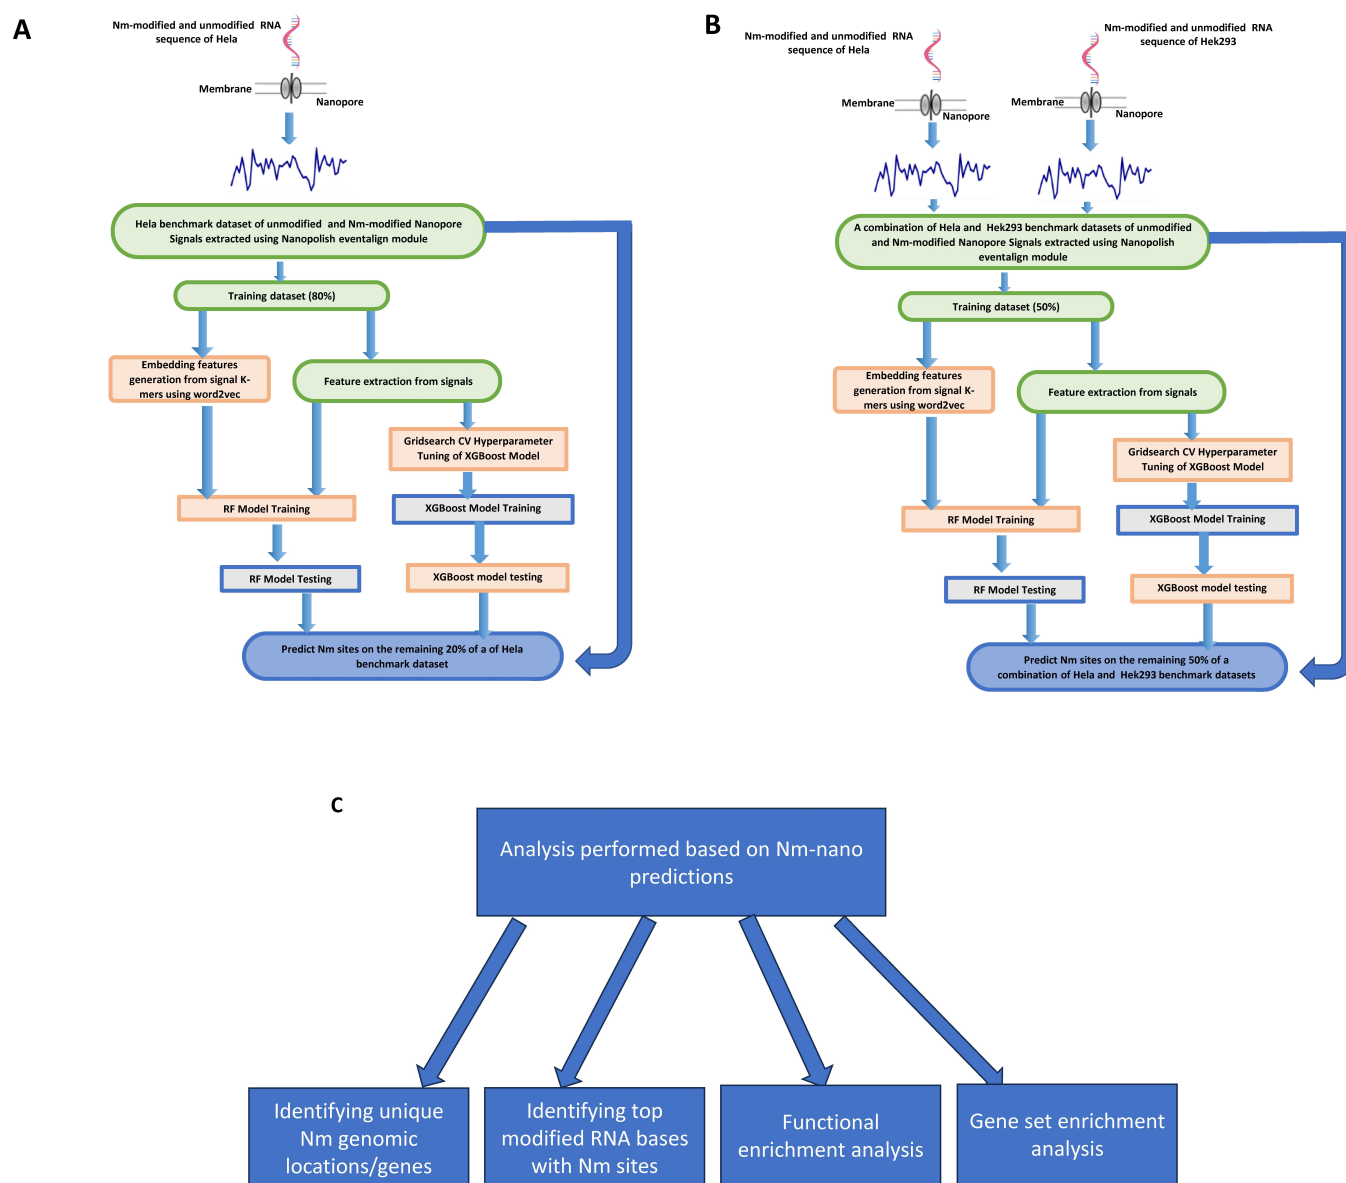 A
Nm-modified and unmodified RNA
sequence of Hela
Membrane
Nanopore
Hela benchmark dataset of unmodified and Nm-modified Nanopore
Signals extracted using Nanopolish eventalign module
Training dataset (80%)
Embedding features
generation from signal K-
mers using word2vec
Feature extraction from signals
Gridsearch CV Hyperparameter
Tuning of XGBoost Model
RF Model Training
XGBoost Model Training
RF Model Testing
XGBoost model testing
Predict Nm sites on the remaining 20% of a of Hela
benchmark dataset
B
Nm-modified and unmodified RNA
sequence of Hela
Nm-modified and unmodified RNA
sequence of Hek293
Membrane
Nanopore
Membrane
Nanopore
A combination of Hela and Hek293 benchmark datasets of unmodified
and Nm-modified Nanopore Signals extracted using Nanopolish
eventalign module
Training dataset (50%)
Embedding features
generation from signal K-
mers using word2vec
Feature extraction from signals
Gridsearch CV Hyperparameter
Tuning of XGBoost Model
RF Model Training
XGBoost Model Training
RF Model Testing
XGBoost model testing
Predict Nm sites on the remaining 50% of a
combination of Hela and Hek293 benchmark datasets
C
Analysis performed based on Nm-nano
predictions
Identifying unique
Nm genomic
locations/genes
Identifying top
modified RNA bases
with Nm sites
Functional
enrichment analysis
Gene set enrichment
analysis